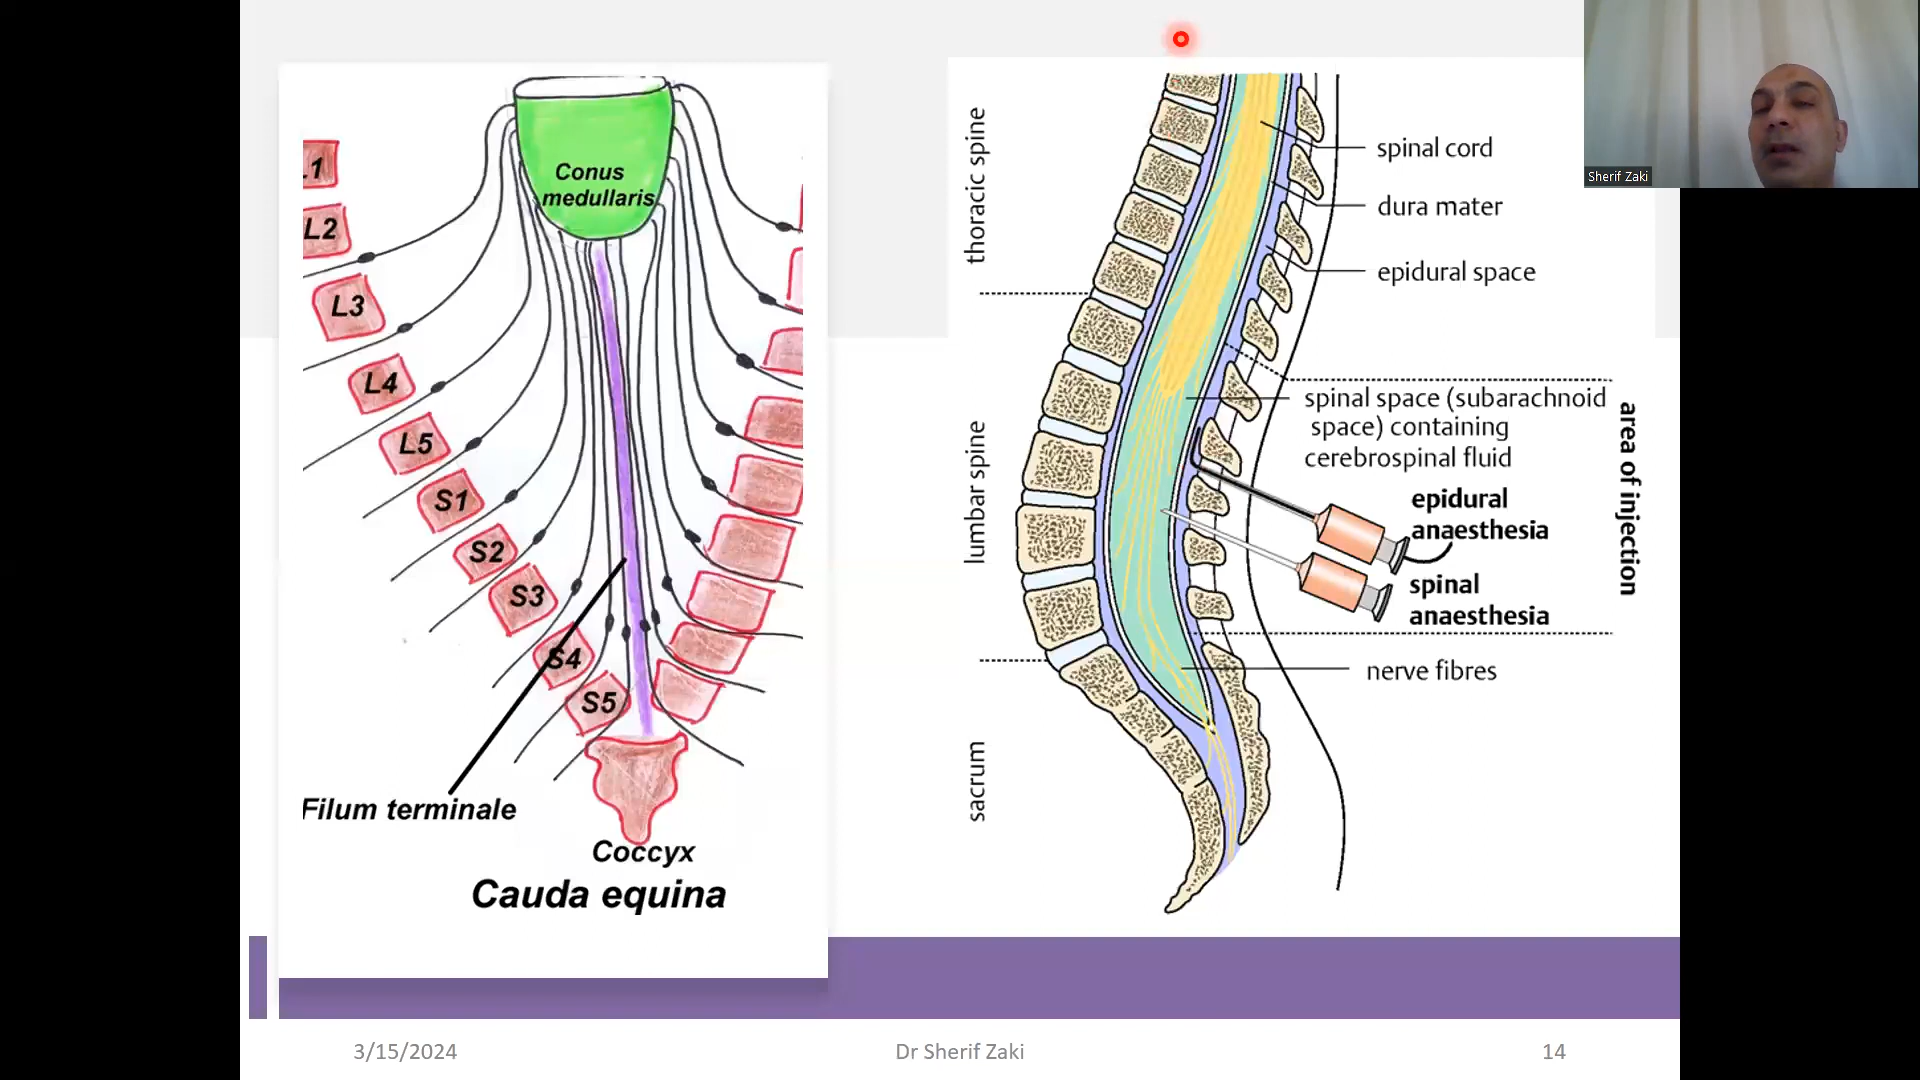 Conus
medullaris
L1
L2
L3
L4
L5
S1
S2
S3
S4
S5
Filum terminale
Coccyx
Cauda equina
thoracic spine
lumbar spine
sacrum
spinal cord
dura mater
epidural space
spinal space (subarachnoid
space) containing
cerebrospinal fluid
epidural
anaesthesia
spinal
anaesthesia
area of injection
nerve fibres
Sherif Zaki
3/15/2024
Dr Sherif Zaki
14